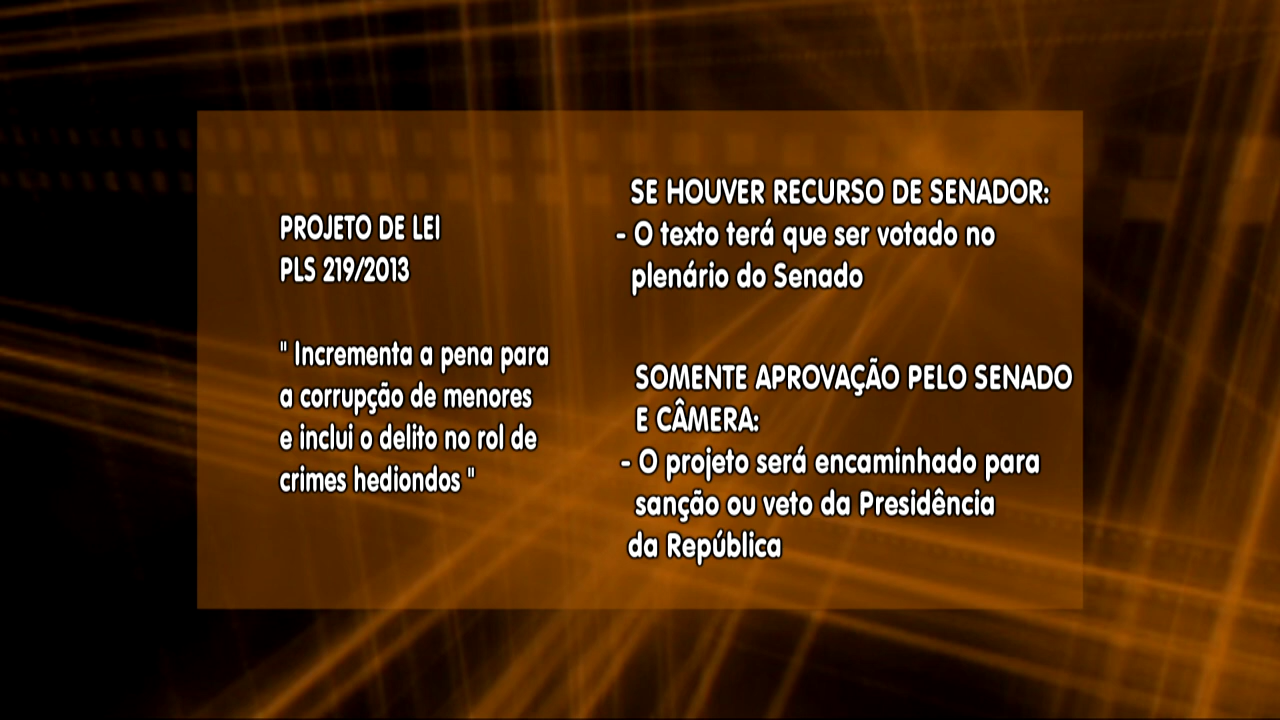 PROJETO DE LEI
PLS 219/2013
" Incrementa a pena para
a corrupção de menores
e inclui o delito no rol de
crimes hediondos "
SE HOUVER RECURSO DE SENADOR:
- O texto terá que ser votado no
plenário do Senado
SOMENTE APROVAÇÃO PELO SENADO
E CÂMERA:
- O projeto será encaminhado para
sanção ou veto da Presidência
da República